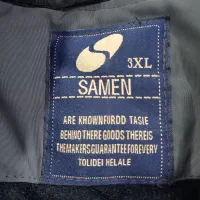 3XL
SAMEN
ARE KHOWNFUROD TASIE
BEHIND THERE GOODS THEREIS
THEMAKERSGUARANTEEFOREVERY
TOLIDEI HELALE